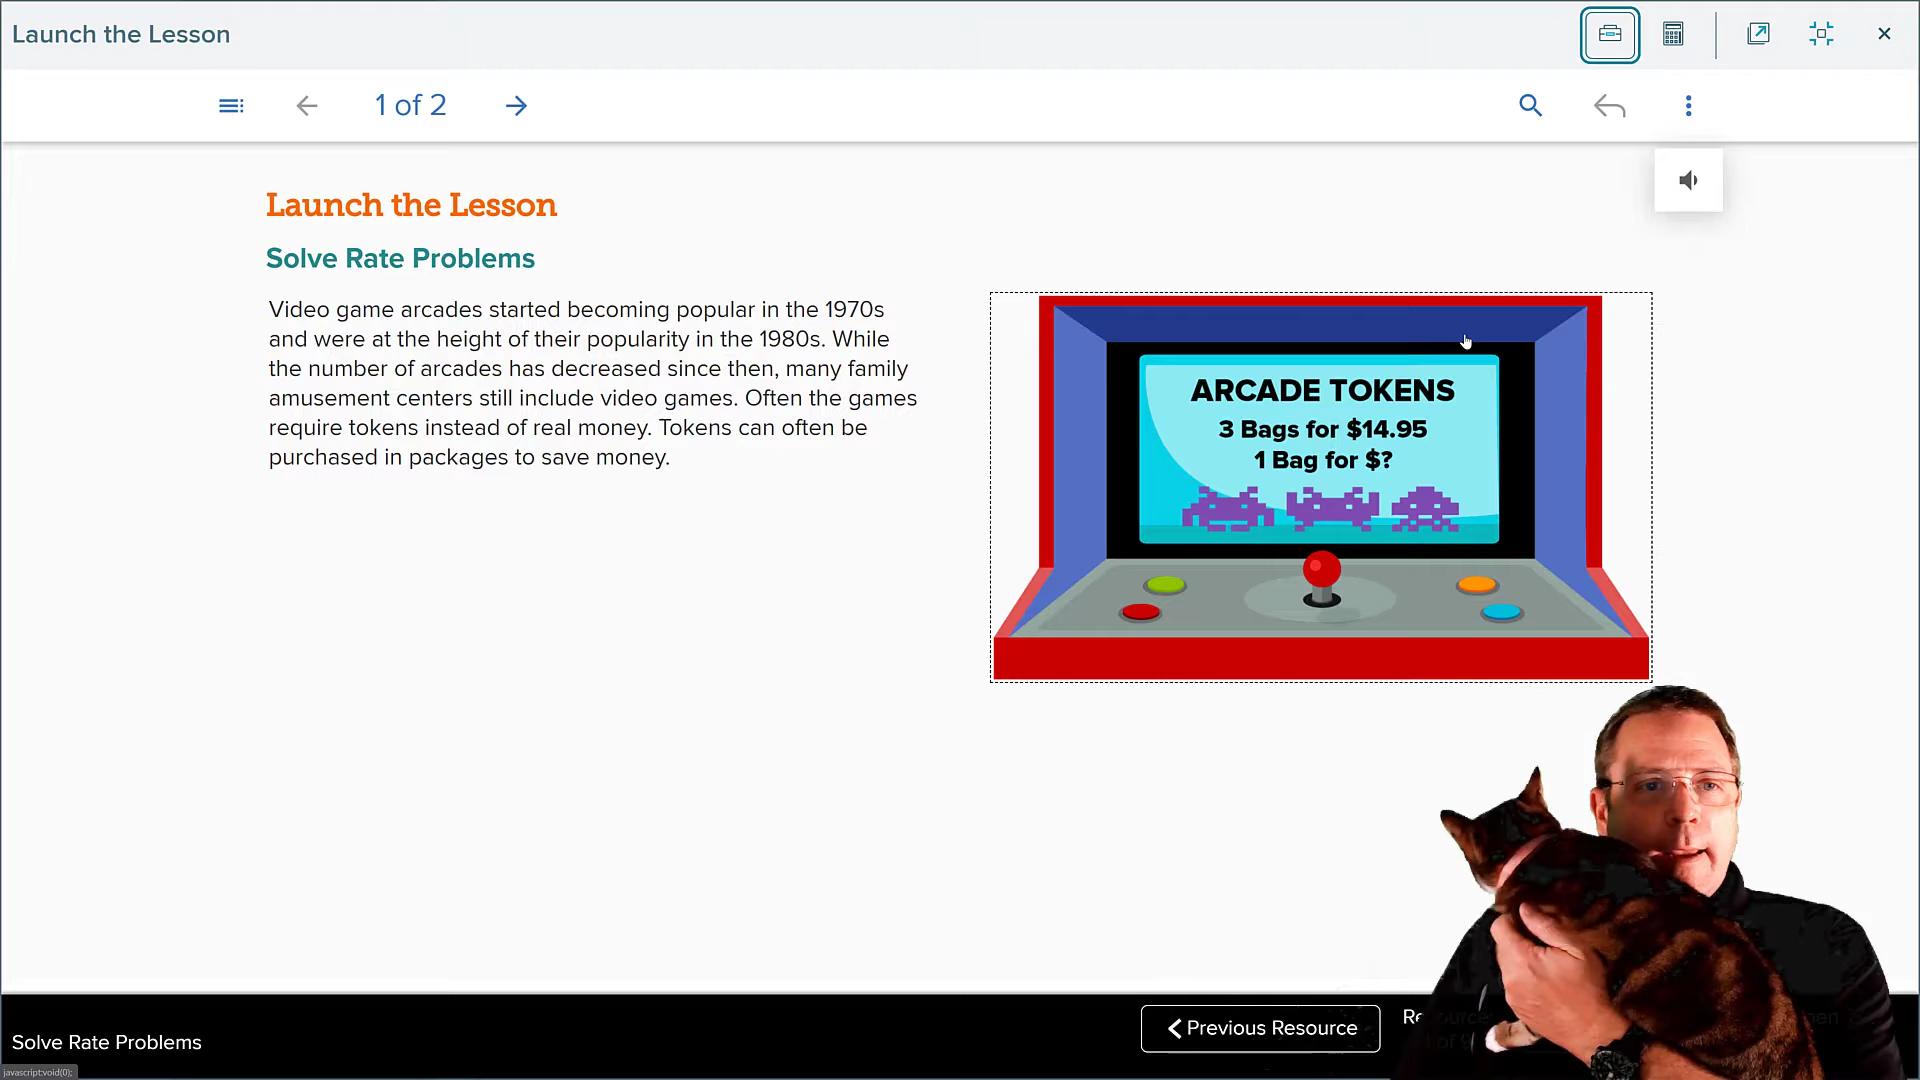 Launch the Lesson
1 of 2
Launch the Lesson
Solve Rate Problems
Video game arcades started becoming popular in the 1970s
and were at the height of their popularity in the 1980s. While
the number of arcades has decreased since then, many family
amusement centers still include video games. Often the games
require tokens instead of real money. Tokens can often be
purchased in packages to save money.
ARCADE TOKENS
3 Bags for $14.95
1 Bag for $?
Previous Resource
Solve Rate Problems
javascript:void(0);